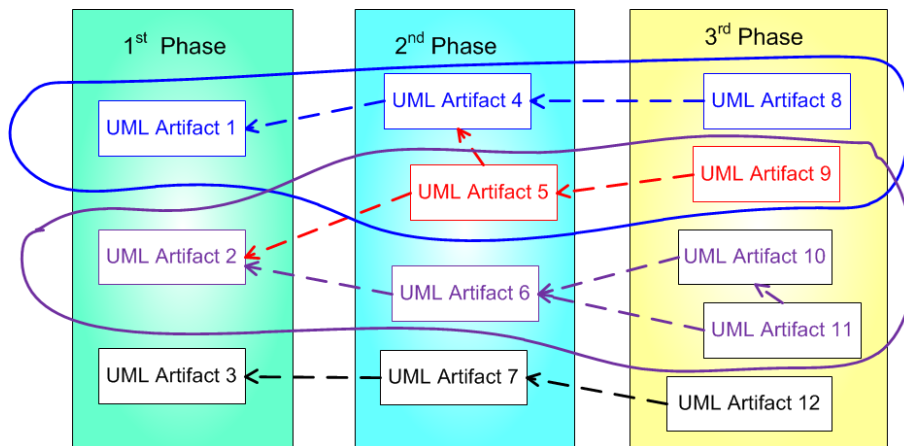 1st Phase
2nd Phase
3rd Phase
UML Artifact 1
UML Artifact 4
UML Artifact 8
UML Artifact 5
UML Artifact 9
UML Artifact 2
UML Artifact 6
UML Artifact 10
UML Artifact 11
UML Artifact 3
UML Artifact 7
UML Artifact 12